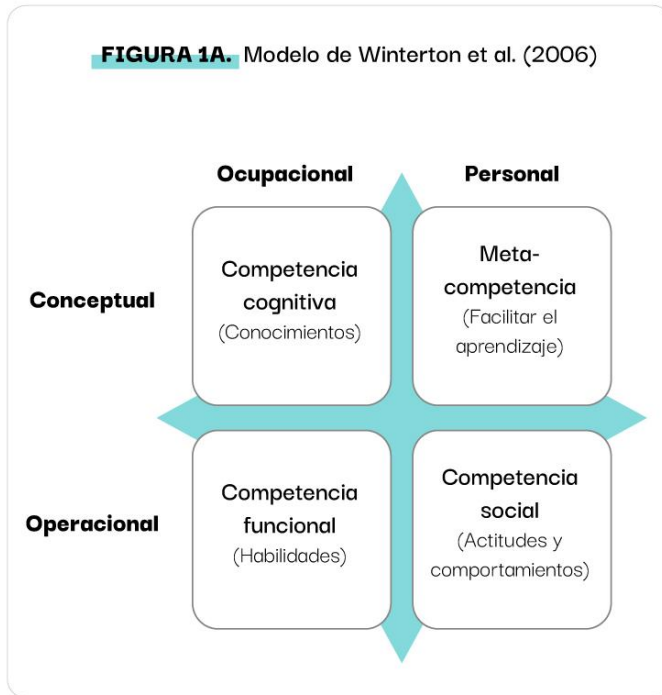 FIGURA 1A. Modelo de Winterton et al. (2006)
Ocupacional
Personal
Conceptual
Competencia
cognitiva
(Conocimientos)
Meta-
competencia
(Facilitar el
aprendizaje)
Operacional
Competencia
funcional
(Habilidades)
Competencia
social
(Actitudes y
comportamientos)